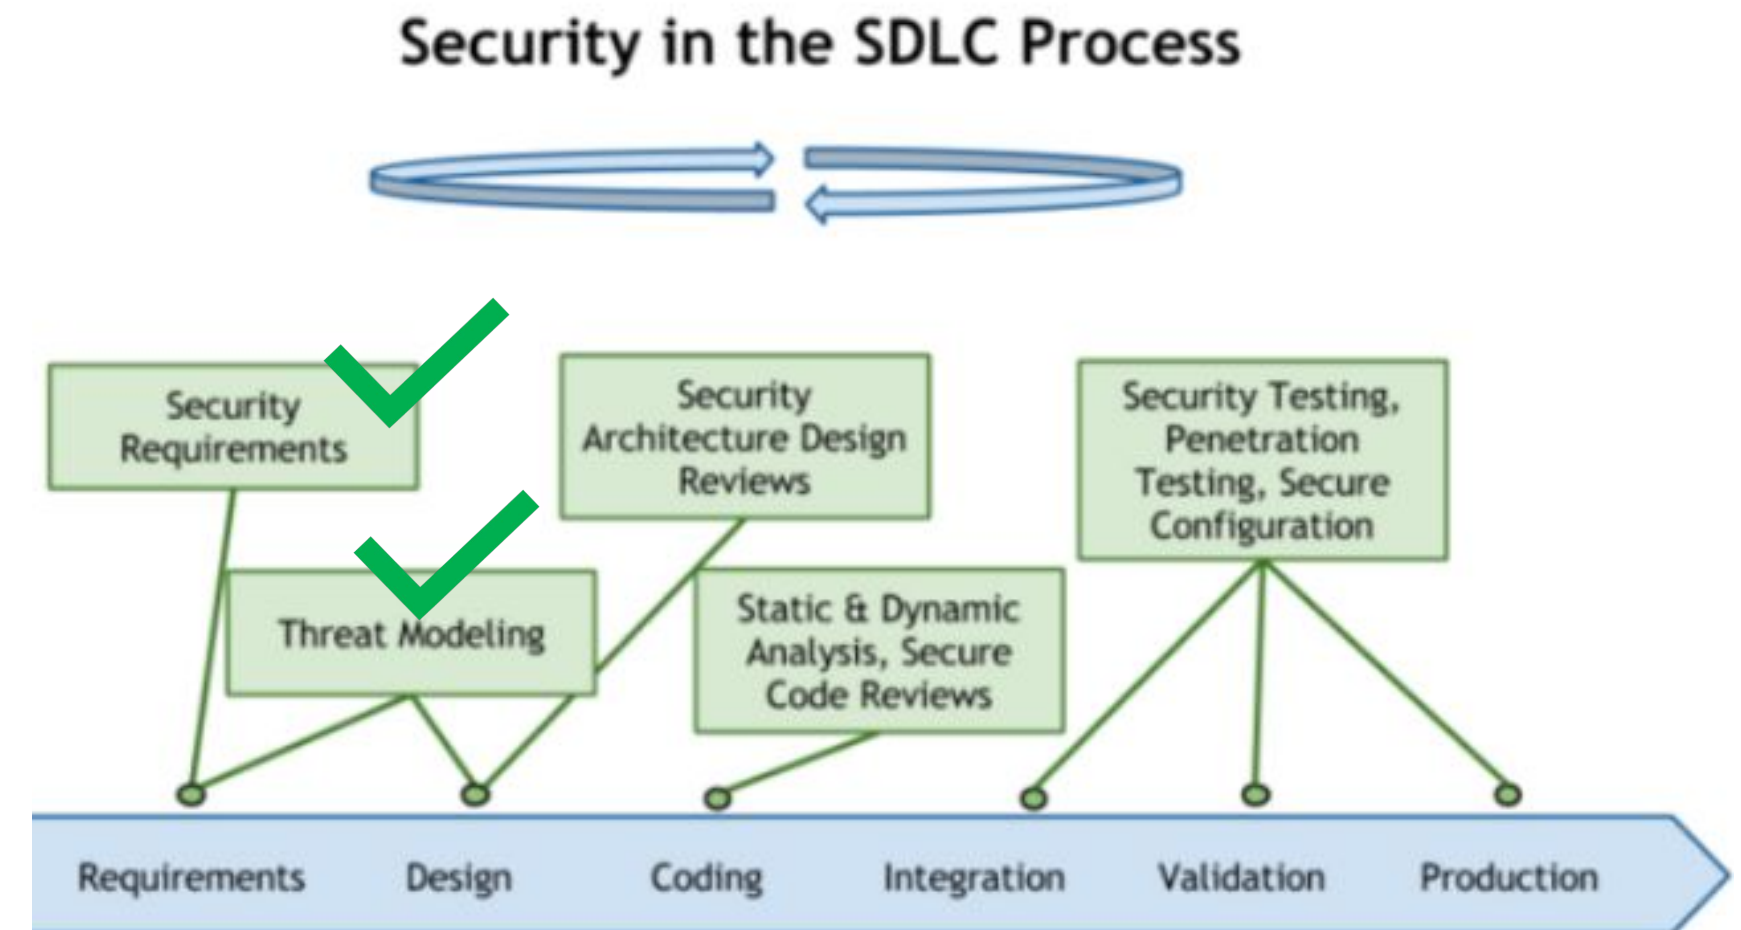 Security in the SDLC Process
Security
Requirements
Security
Architecture Design
Reviews
Security Testing,
Penetration
Testing, Secure
Configuration
Threat Modeling
Static & Dynamic
Analysis, Secure
Code Reviews
Requirements
Design
Coding
Integration
Validation
Production